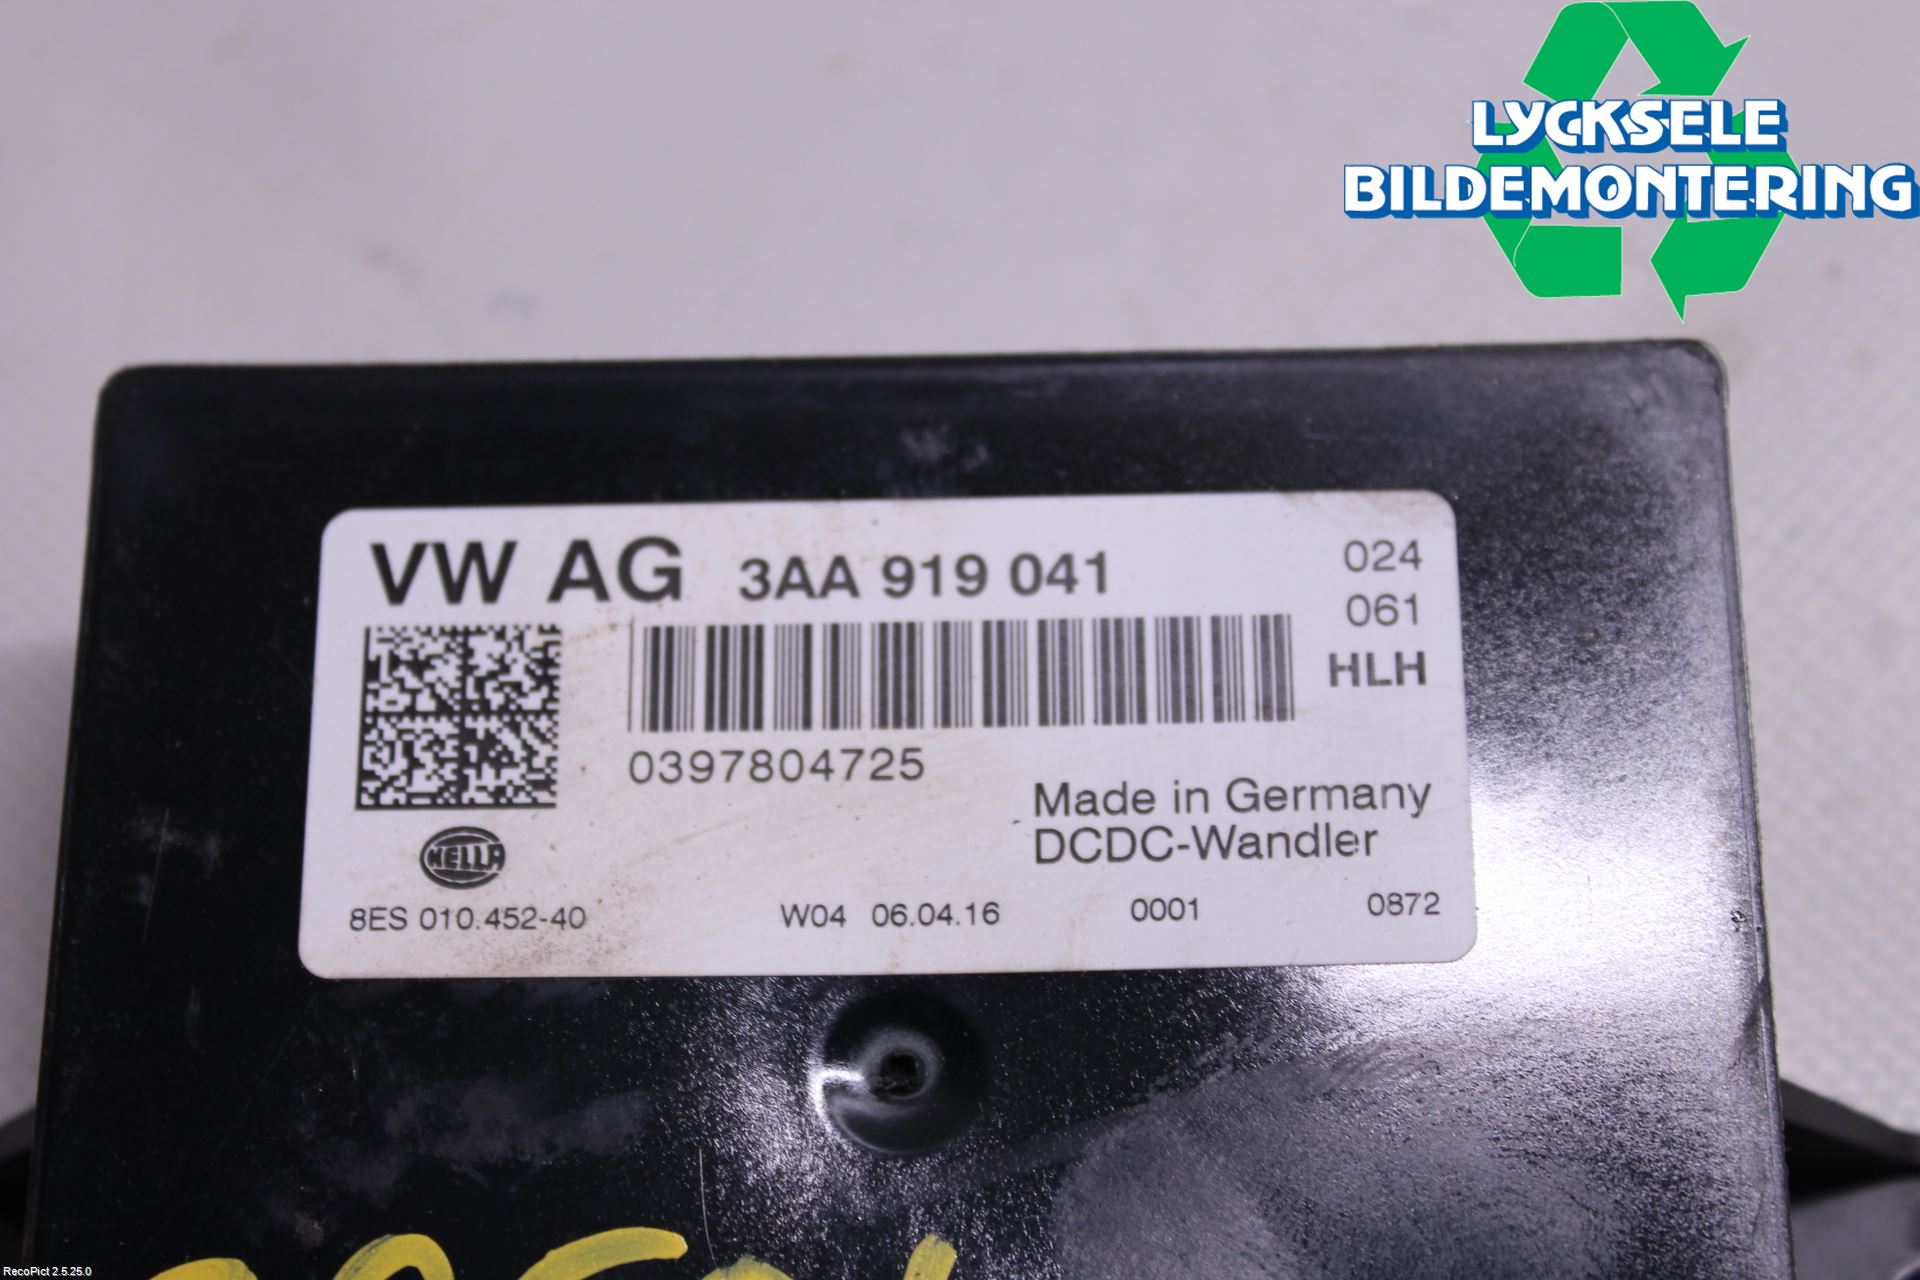 LYCKSELE
BILDEMONTERING
VW AG 3AA 919 041
024
061
HLH
0397804725
Made in Germany
DCDC-Wandler
HELLA
8ES 010.452-40 W04 06.04.16 0001 0872
RecoPict 2.5.25.0